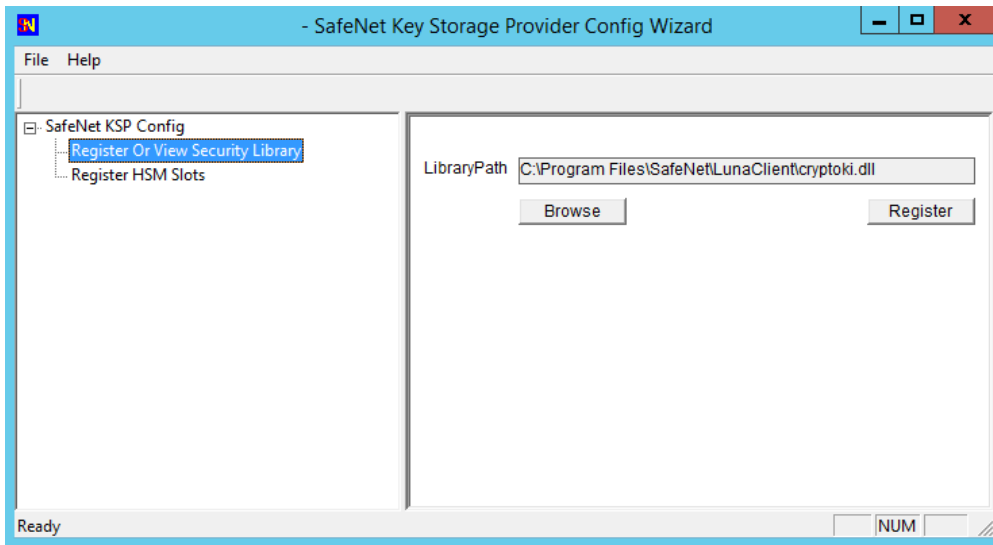 - SafeNet Key Storage Provider Config Wizard
File Help
SafeNet KSP Config
Register Or View Security Library
Register HSM Slots
LibraryPath C:\Program Files\SafeNet\LunaClient\cryptoki.dll
Browse Register
Ready NUM